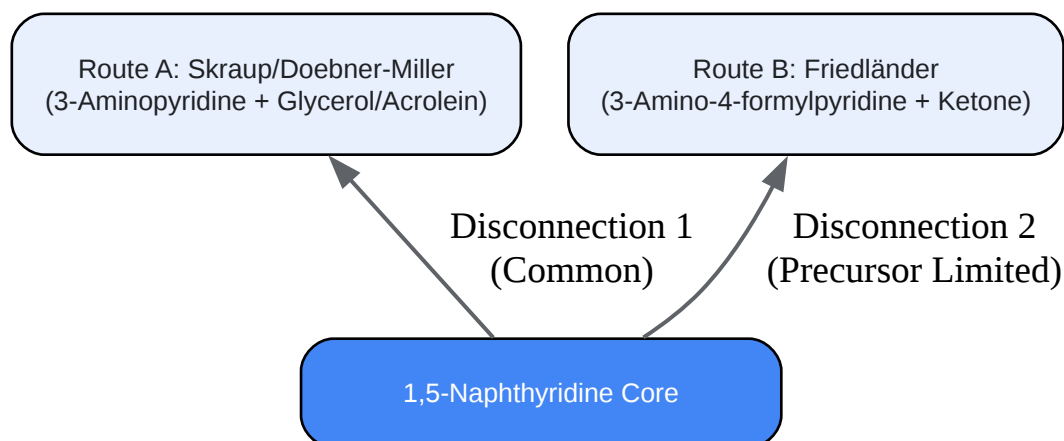 Route A: Skraup/Doebner-Miller
(3-Aminopyridine + Glycerol/Acrolein)
Route B: Friedländer
(3-Amino-4-formylpyridine + Ketone)
Disconnection 1
(Common)
Disconnection 2
(Precursor Limited)
1,5-Naphthyridine Core